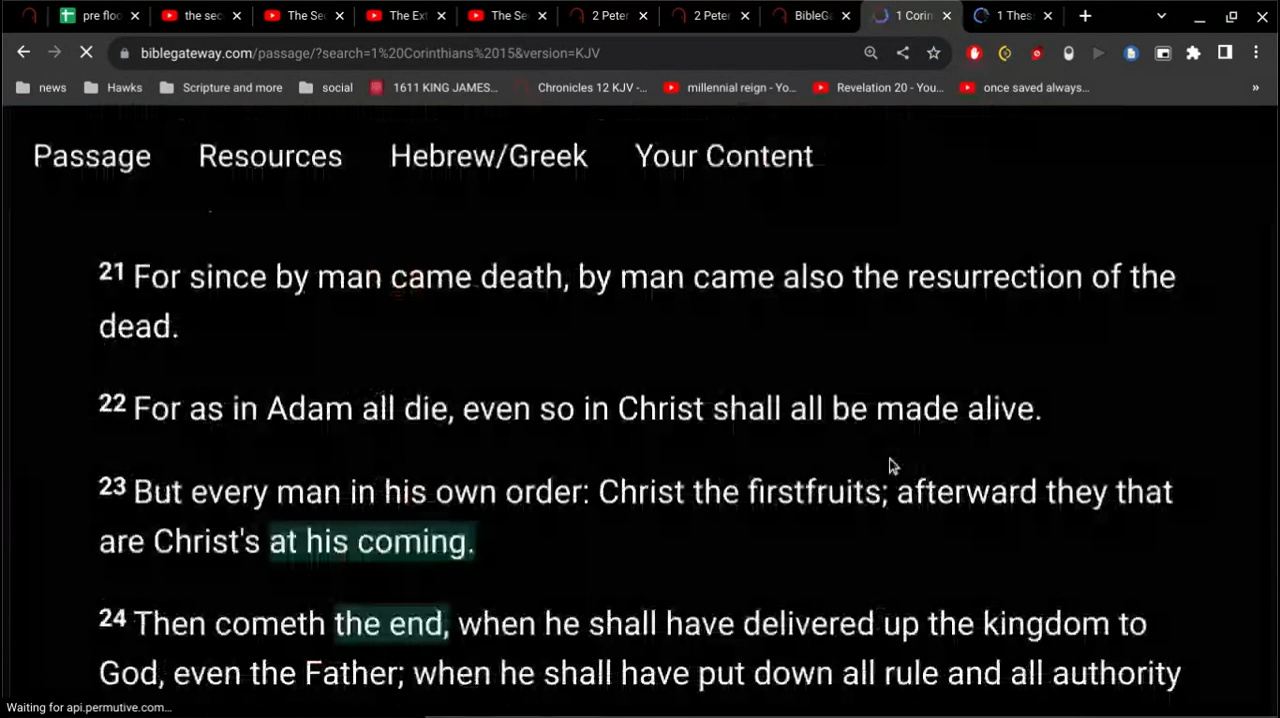 pre floo
the sec
The Se
The Ext
The Se
2 Peter
2 Peter
BibleGa
1 Corin
1 Thes
biblegateway.com/passage/?search=1%20Corinthians%2015&version=KJV
news Hawks Scripture and more social 1611 KING JAMES... Chronicles 12 KJV -... millennial reign - Yo... Revelation 20 - You... once saved always... »
Passage Resources Hebrew/Greek Your Content
21 For since by man came death, by man came also the resurrection of the
dead.
22 For as in Adam all die, even so in Christ shall all be made alive.
23 But every man in his own order: Christ the firstfruits; afterward they that
are Christ's at his coming.
24 Then cometh the end, when he shall have delivered up the kingdom to
God, even the Father; when he shall have put down all rule and all authority
Waiting for api.permutive.com...